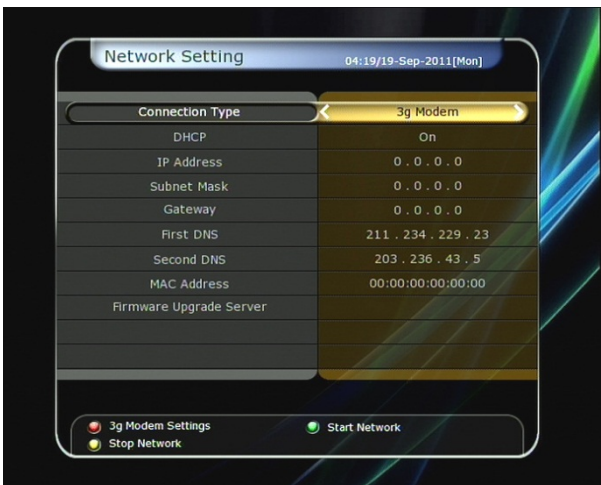 Network Setting 04:19/19-Sep-2011[Mon]
Connection Type 3g Modem
DHCP On
IP Address 0 . 0 . 0 . 0
Subnet Mask 0 . 0 . 0 . 0
Gateway 0 . 0 . 0 . 0
First DNS 211 . 234 . 229 . 23
Second DNS 203 . 236 . 43 . 5
MAC Address 00:00:00:00:00:00
Firmware Upgrade Server
3g Modem Settings Start Network
Stop Network